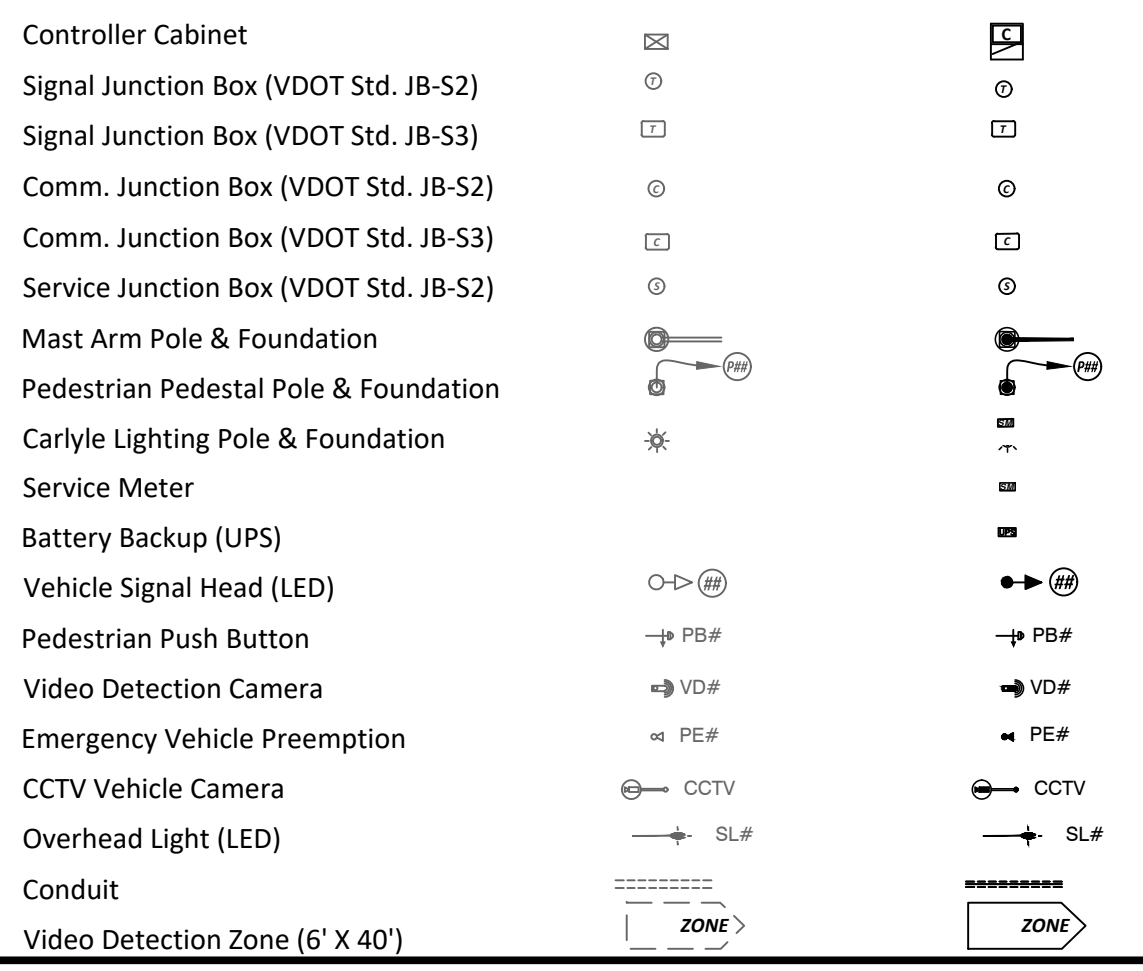 Controller Cabinet C
Signal Junction Box (VDOT Std. JB-S2) T T
Signal Junction Box (VDOT Std. JB-S3) T T
Comm. Junction Box (VDOT Std. JB-S2) C C
Comm. Junction Box (VDOT Std. JB-S3) C C
Service Junction Box (VDOT Std. JB-S2) S S
Mast Arm Pole & Foundation
P## P##
Pedestrian Pedestal Pole & Foundation
SM
Carlyle Lighting Pole & Foundation
Service Meter SM
Battery Backup (UPS) UPS
Vehicle Signal Head (LED) ## ##
Pedestrian Push Button PB# PB#
Video Detection Camera VD# VD#
Emergency Vehicle Preemption PE# PE#
CCTV Vehicle Camera CCTV CCTV
Overhead Light (LED) SL# SL#
Conduit
Video Detection Zone (6' X 40') ZONE ZONE